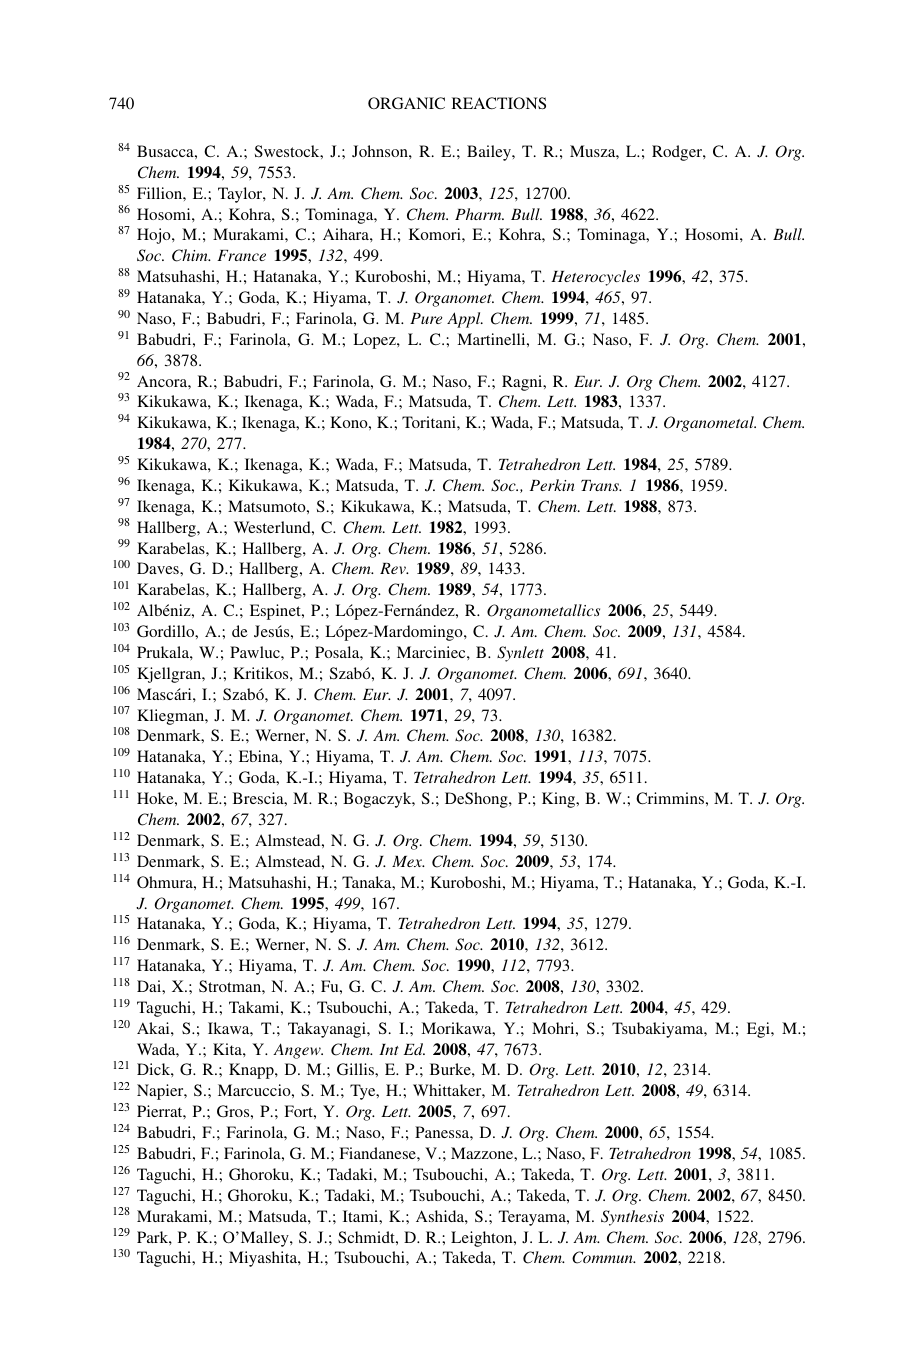 740 ORGANIC REACTIONS
84 Busacca, C. A.; Swestock, J.; Johnson, R. E.; Bailey, T. R.; Musza, L.; Rodger, C. A. J. Org.
Chem. 1994, 59, 7553.
85 Fillion, E.; Taylor, N. J. J. Am. Chem. Soc. 2003, 125, 12700.
86 Hosomi, A.; Kohra, S.; Tominaga, Y. Chem. Pharm. Bull. 1988, 36, 4622.
87 Hojo, M.; Murakami, C.; Aihara, H.; Komori, E.; Kohra, S.; Tominaga, Y.; Hosomi, A. Bull.
Soc. Chim. France 1995, 132, 499.
88 Matsuhashi, H.; Hatanaka, Y.; Kuroboshi, M.; Hiyama, T. Heterocycles 1996, 42, 375.
89 Hatanaka, Y.; Goda, K.; Hiyama, T. J. Organomet. Chem. 1994, 465, 97.
90 Naso, F.; Babudri, F.; Farinola, G. M. Pure Appl. Chem. 1999, 71, 1485.
91 Babudri, F.; Farinola, G. M.; Lopez, L. C.; Martinelli, M. G.; Naso, F. J. Org. Chem. 2001,
66, 3878.
92 Ancora, R.; Babudri, F.; Farinola, G. M.; Naso, F.; Ragni, R. Eur. J. Org Chem. 2002, 4127.
93 Kikukawa, K.; Ikenaga, K.; Wada, F.; Matsuda, T. Chem. Lett. 1983, 1337.
94 Kikukawa, K.; Ikenaga, K.; Kono, K.; Toritani, K.; Wada, F.; Matsuda, T. J. Organometal. Chem.
1984, 270, 277.
95 Kikukawa, K.; Ikenaga, K.; Wada, F.; Matsuda, T. Tetrahedron Lett. 1984, 25, 5789.
96 Ikenaga, K.; Kikukawa, K.; Matsuda, T. J. Chem. Soc., Perkin Trans. 1 1986, 1959.
97 Ikenaga, K.; Matsumoto, S.; Kikukawa, K.; Matsuda, T. Chem. Lett. 1988, 873.
98 Hallberg, A.; Westerlund, C. Chem. Lett. 1982, 1993.
99 Karabelas, K.; Hallberg, A. J. Org. Chem. 1986, 51, 5286.
100 Daves, G. D.; Hallberg, A. Chem. Rev. 1989, 89, 1433.
101 Karabelas, K.; Hallberg, A. J. Org. Chem. 1989, 54, 1773.
102 Albéniz, A. C.; Espinet, P.; López-Fernández, R. Organometallics 2006, 25, 5449.
103 Gordillo, A.; de Jesús, E.; López-Mardomingo, C. J. Am. Chem. Soc. 2009, 131, 4584.
104 Prukala, W.; Pawluc, P.; Posala, K.; Marciniec, B. Synlett 2008, 41.
105 Kjellgran, J.; Kritikos, M.; Szabó, K. J. J. Organomet. Chem. 2006, 691, 3640.
106 Mascári, I.; Szabó, K. J. Chem. Eur. J. 2001, 7, 4097.
107 Kliegman, J. M. J. Organomet. Chem. 1971, 29, 73.
108 Denmark, S. E.; Werner, N. S. J. Am. Chem. Soc. 2008, 130, 16382.
109 Hatanaka, Y.; Ebina, Y.; Hiyama, T. J. Am. Chem. Soc. 1991, 113, 7075.
110 Hatanaka, Y.; Goda, K.-I.; Hiyama, T. Tetrahedron Lett. 1994, 35, 6511.
111 Hoke, M. E.; Brescia, M. R.; Bogaczyk, S.; DeShong, P.; King, B. W.; Crimmins, M. T. J. Org.
Chem. 2002, 67, 327.
112 Denmark, S. E.; Almstead, N. G. J. Org. Chem. 1994, 59, 5130.
113 Denmark, S. E.; Almstead, N. G. J. Mex. Chem. Soc. 2009, 53, 174.
114 Ohmura, H.; Matsuhashi, H.; Tanaka, M.; Kuroboshi, M.; Hiyama, T.; Hatanaka, Y.; Goda, K.-I.
J. Organomet. Chem. 1995, 499, 167.
115 Hatanaka, Y.; Goda, K.; Hiyama, T. Tetrahedron Lett. 1994, 35, 1279.
116 Denmark, S. E.; Werner, N. S. J. Am. Chem. Soc. 2010, 132, 3612.
117 Hatanaka, Y.; Hiyama, T. J. Am. Chem. Soc. 1990, 112, 7793.
118 Dai, X.; Strotman, N. A.; Fu, G. C. J. Am. Chem. Soc. 2008, 130, 3302.
119 Taguchi, H.; Takami, K.; Tsubouchi, A.; Takeda, T. Tetrahedron Lett. 2004, 45, 429.
120 Akai, S.; Ikawa, T.; Takayanagi, S. I.; Morikawa, Y.; Mohri, S.; Tsubakiyama, M.; Egi, M.;
Wada, Y.; Kita, Y. Angew. Chem. Int Ed. 2008, 47, 7673.
121 Dick, G. R.; Knapp, D. M.; Gillis, E. P.; Burke, M. D. Org. Lett. 2010, 12, 2314.
122 Napier, S.; Marcuccio, S. M.; Tye, H.; Whittaker, M. Tetrahedron Lett. 2008, 49, 6314.
123 Pierrat, P.; Gros, P.; Fort, Y. Org. Lett. 2005, 7, 697.
124 Babudri, F.; Farinola, G. M.; Naso, F.; Panessa, D. J. Org. Chem. 2000, 65, 1554.
125 Babudri, F.; Farinola, G. M.; Fiandanese, V.; Mazzone, L.; Naso, F. Tetrahedron 1998, 54, 1085.
126 Taguchi, H.; Ghoroku, K.; Tadaki, M.; Tsubouchi, A.; Takeda, T. Org. Lett. 2001, 3, 3811.
127 Taguchi, H.; Ghoroku, K.; Tadaki, M.; Tsubouchi, A.; Takeda, T. J. Org. Chem. 2002, 67, 8450.
128 Murakami, M.; Matsuda, T.; Itami, K.; Ashida, S.; Terayama, M. Synthesis 2004, 1522.
129 Park, P. K.; O’Malley, S. J.; Schmidt, D. R.; Leighton, J. L. J. Am. Chem. Soc. 2006, 128, 2796.
130 Taguchi, H.; Miyashita, H.; Tsubouchi, A.; Takeda, T. Chem. Commun. 2002, 2218.